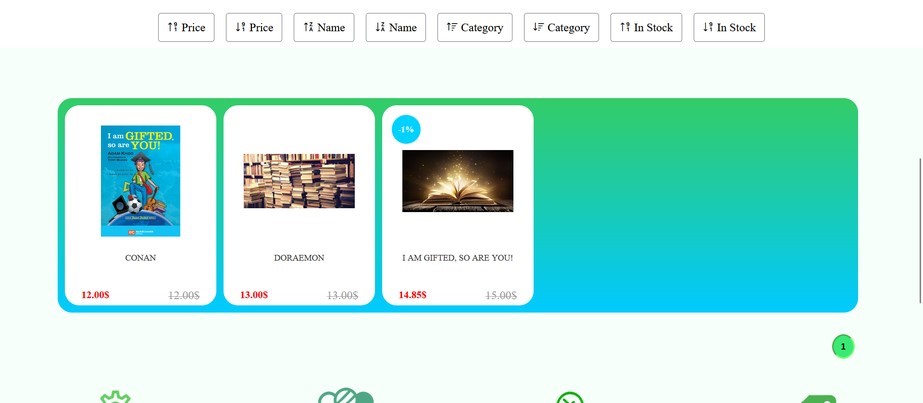 Price
Price
Name
Name
Category
Category
In Stock
In Stock
I am GIFTED,
so are YOU!
-1%
CONAN
DORAEMON
I AM GIFTED, SO ARE YOU!
12.00$ 12.00$
13.00$ 13.00$
14.85$ 15.00$
1